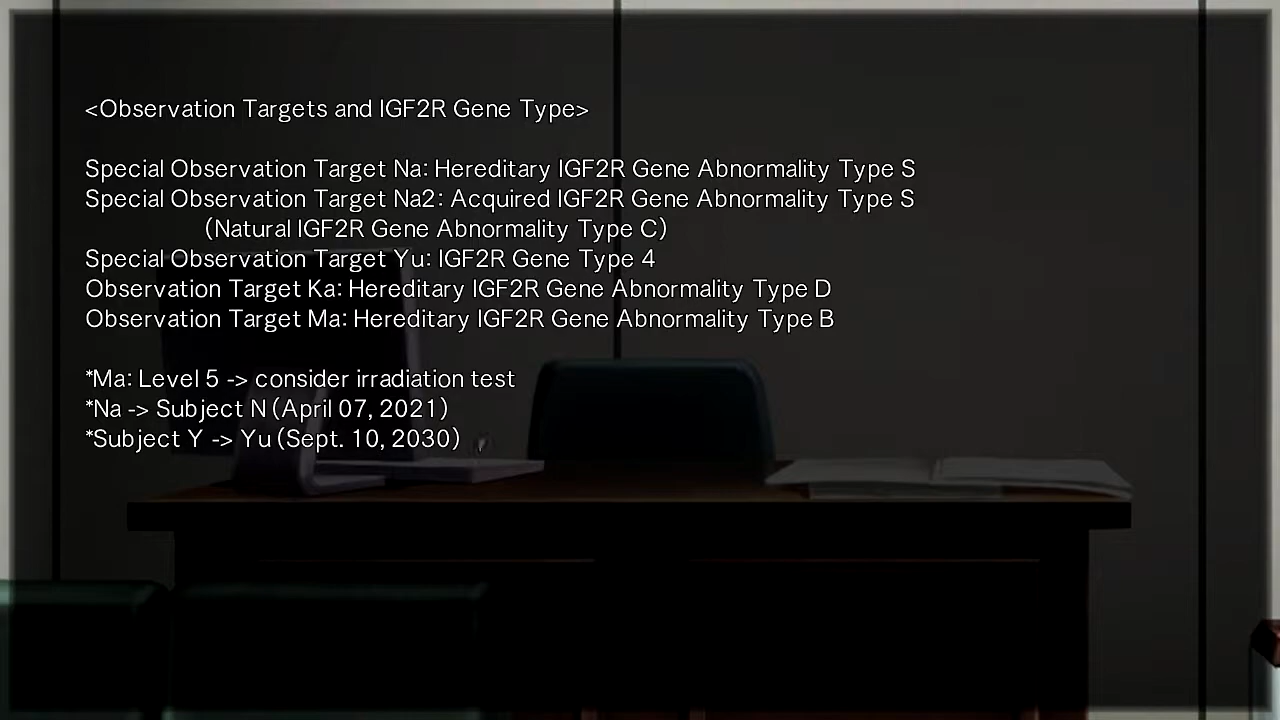 <Observation Targets and IGF2R Gene Type>
Special Observation Target Na: Hereditary IGF2R Gene Abnormality Type S
Special Observation Target Na2: Acquired IGF2R Gene Abnormality Type S
(Natural IGF2R Gene Abnormality Type C)
Special Observation Target Yu: IGF2R Gene Type 4
Observation Target Ka: Hereditary IGF2R Gene Abnormality Type D
Observation Target Ma: Hereditary IGF2R Gene Abnormality Type B
*Ma: Level 5 -> consider irradiation test
*Na -> Subject N (April 07, 2021)
*Subject Y -> Yu (Sept. 10, 2030)